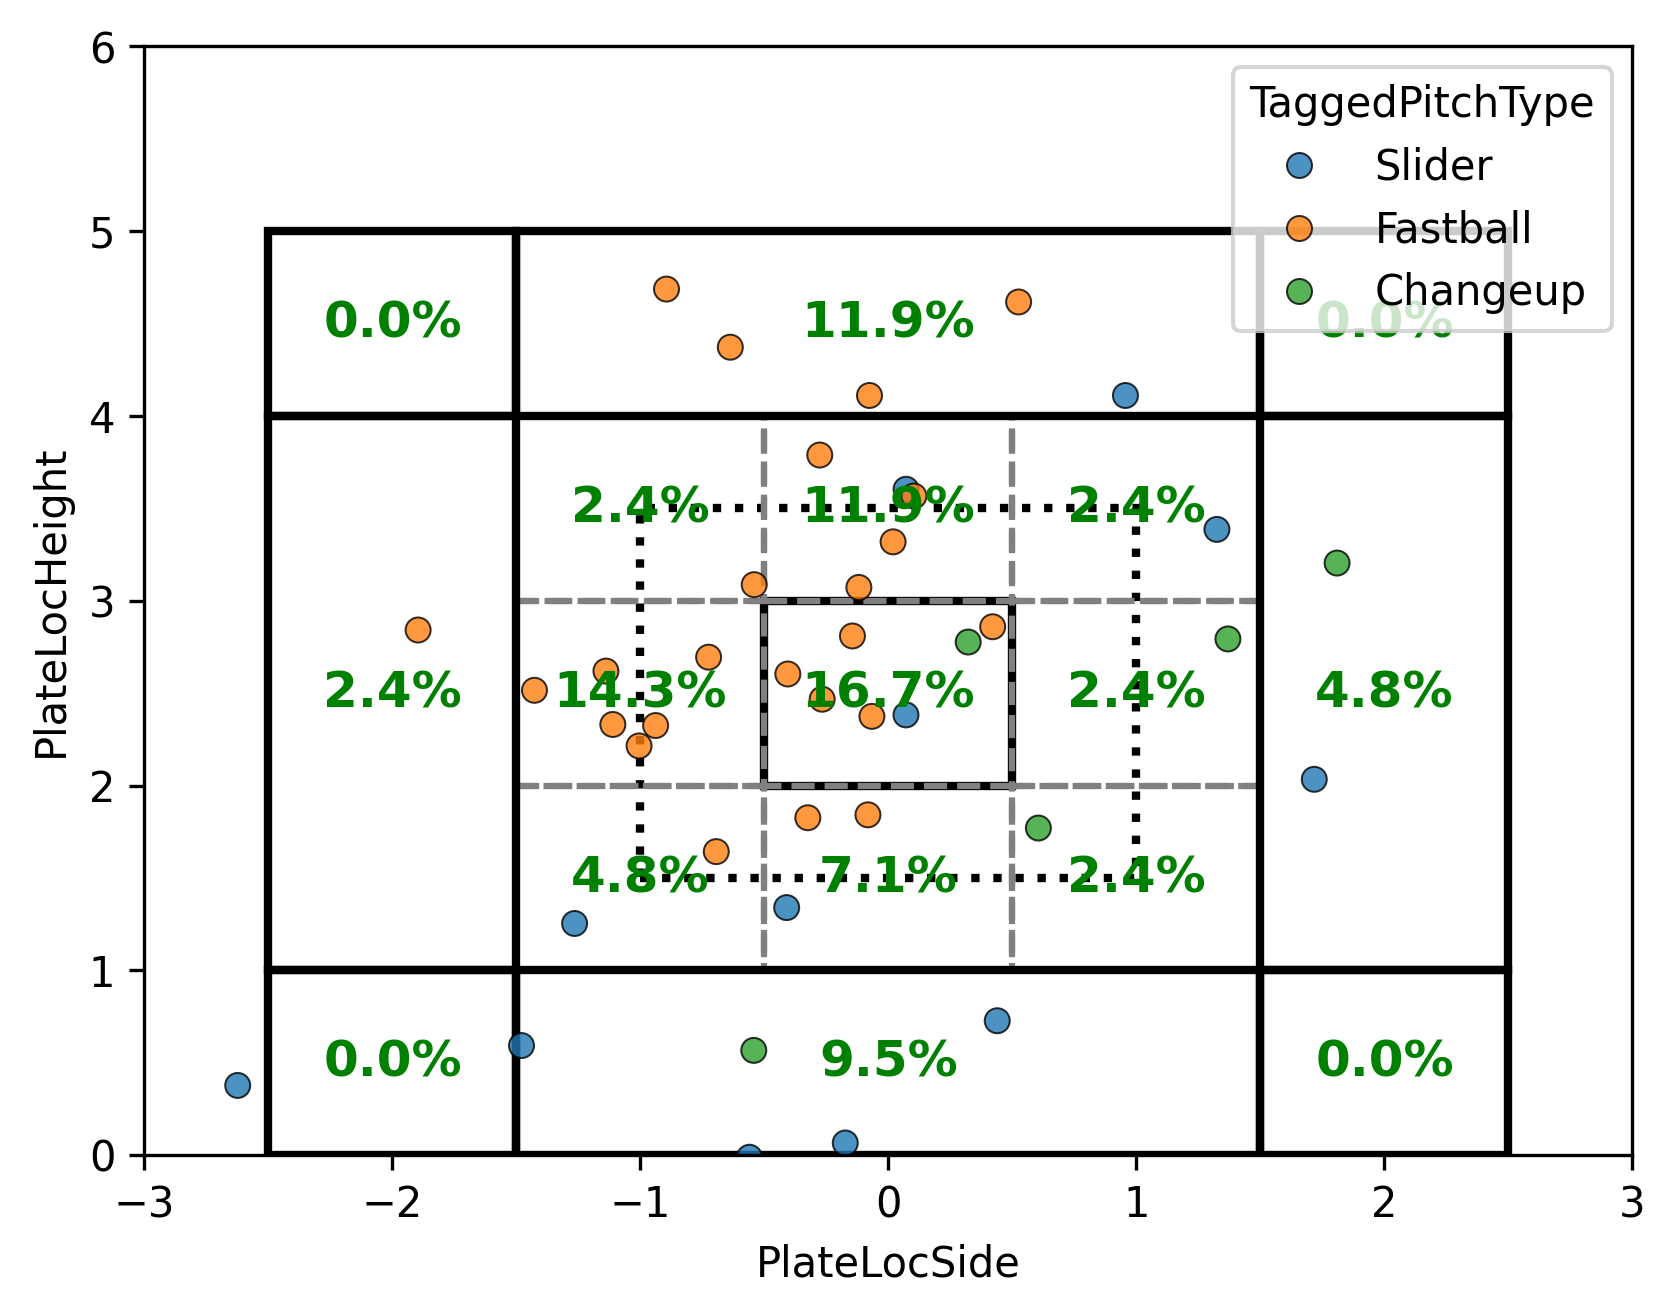 6
TaggedPitchType
Slider
5
Fastball
Changeup
0.0% 11.9% 0.0%
4
2.4% 11.9% 2.4%
PlateLocHeight
3
2.4% 14.3% 16.7% 2.4% 4.8%
2
4.8% 7.1% 2.4%
1
0.0% 9.5% 0.0%
0
−3 −2 −1 0 1 2 3
PlateLocSide